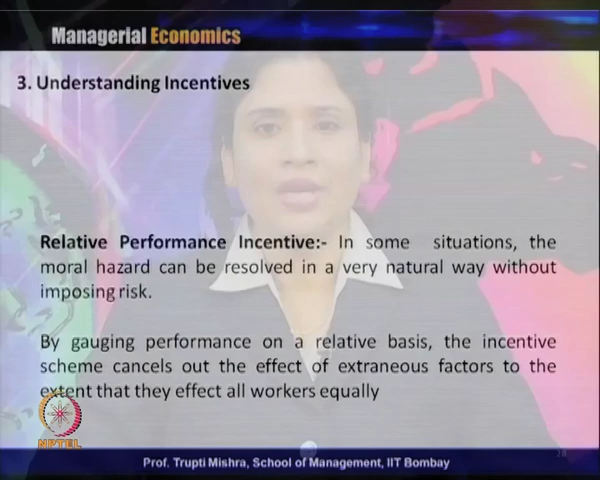 Managerial Economics
3. Understanding Incentives
Relative Performance Incentive:- In some situations, the
moral hazard can be resolved in a very natural way without
imposing risk.
By gauging performance on a relative basis, the incentive
scheme cancels out the effect of extraneous factors to the
extent that they effect all workers equally
NPTEL
Prof. Trupti Mishra, School of Management, IIT Bombay